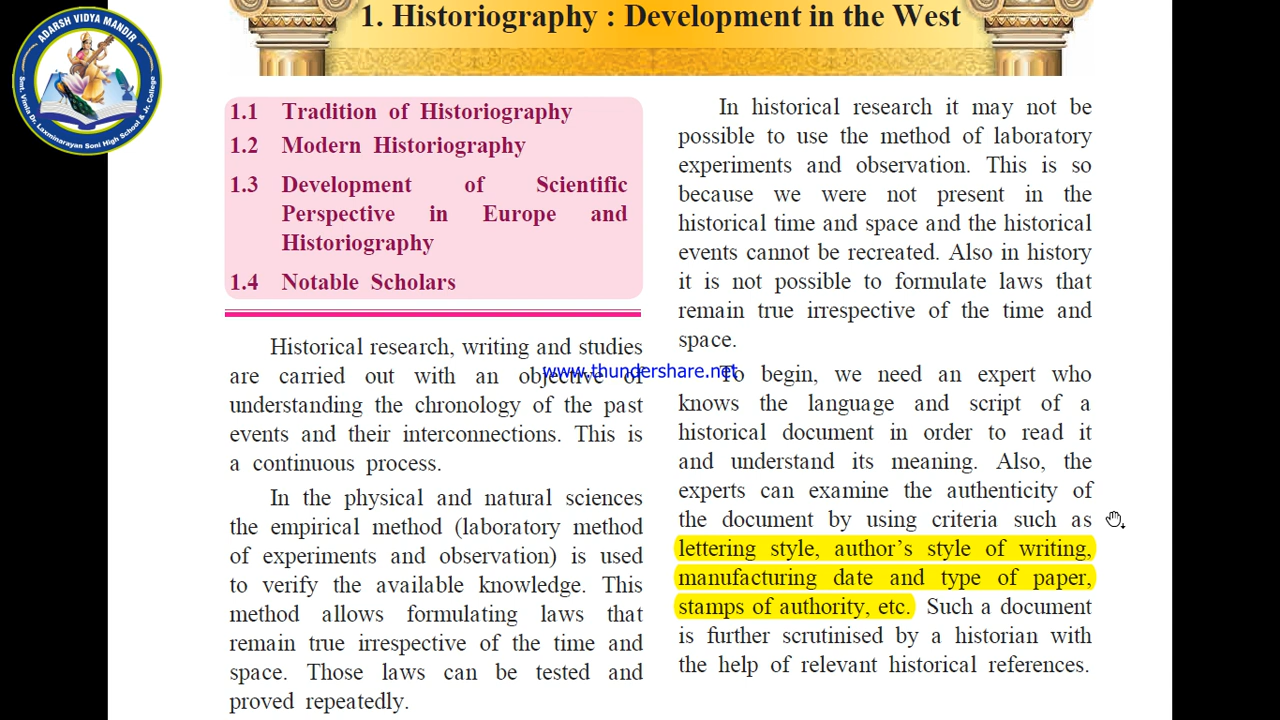 ADARSH VIDYA MANDIR
Smt. Vimla Dr. Laxminarayan Soni High School & Jr. College
1. Historiography : Development in the West
1.1 Tradition of Historiography
1.2 Modern Historiography
1.3 Development of Scientific
Perspective in Europe and
Historiography
1.4 Notable Scholars
Historical research, writing and studies
are carried out with an objective of
understanding the chronology of the past
events and their interconnections. This is
a continuous process.
In the physical and natural sciences
the empirical method (laboratory method
of experiments and observation) is used
to verify the available knowledge. This
method allows formulating laws that
remain true irrespective of the time and
space. Those laws can be tested and
proved repeatedly.
In historical research it may not be
possible to use the method of laboratory
experiments and observation. This is so
because we were not present in the
historical time and space and the historical
events cannot be recreated. Also in history
it is not possible to formulate laws that
remain true irrespective of the time and
space.
www.thundershare.net
To begin, we need an expert who
knows the language and script of a
historical document in order to read it
and understand its meaning. Also, the
experts can examine the authenticity of
the document by using criteria such as
lettering style, author's style of writing,
manufacturing date and type of paper,
stamps of authority, etc. Such a document
is further scrutinised by a historian with
the help of relevant historical references.